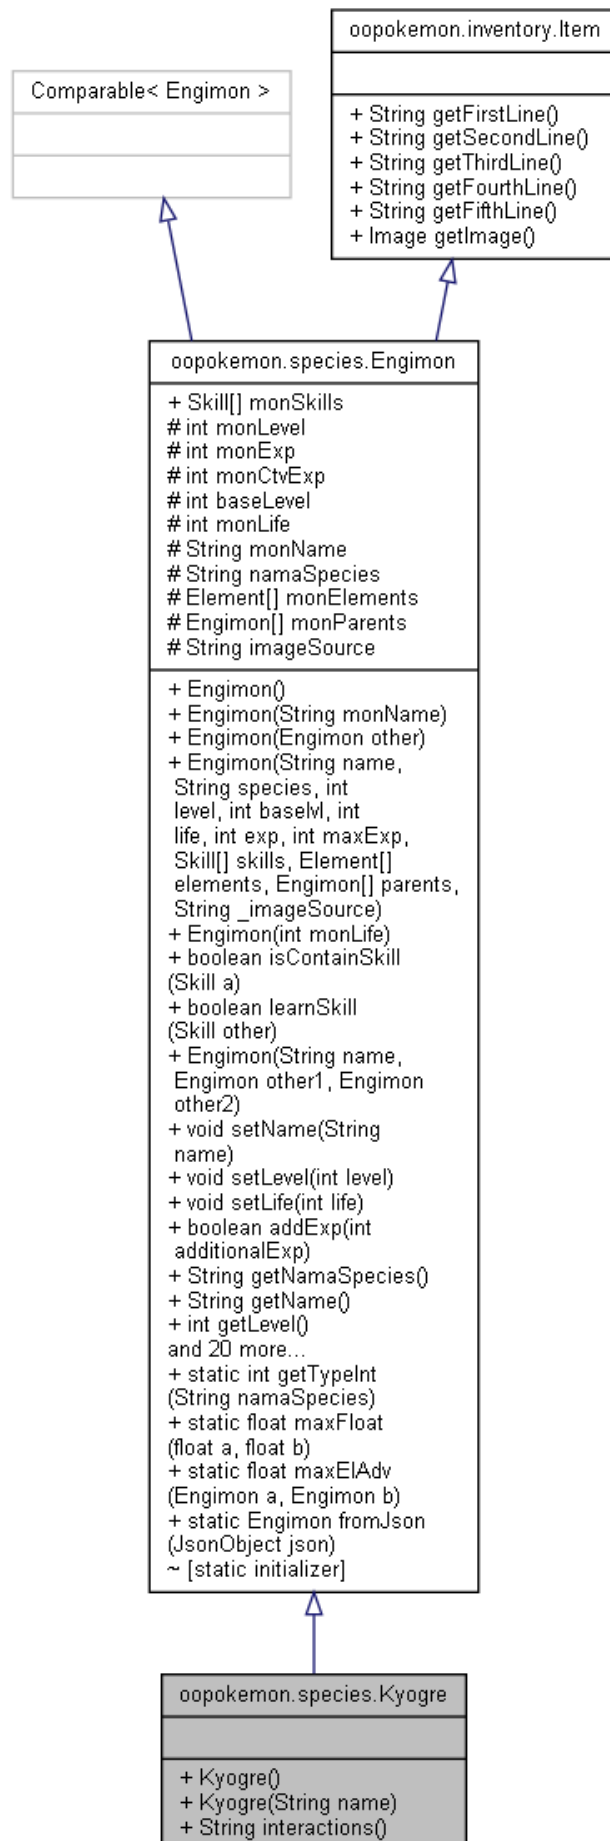 oopokemon.inventory.Item
+ String getFirstLine()
+ String getSecondLine()
+ String getThirdLine()
+ String getFourthLine()
+ String getFifthLine()
+ Image getImage()
Comparable< Engimon >
oopokemon.species.Engimon
+ Skill[] monSkills
# int monLevel
# int monExp
# int monCtvExp
# int baseLevel
# int monLife
# String monName
# String namaSpecies
# Element[] monElements
# Engimon[] monParents
# String imageSource
+ Engimon()
+ Engimon(String monName)
+ Engimon(Engimon other)
+ Engimon(String name,
String species, int
level, int baselvl, int
life, int exp, int maxExp,
Skill[] skills, Element[]
elements, Engimon[] parents,
String _imageSource)
+ Engimon(int monLife)
+ boolean isContainSkill
(Skill a)
+ boolean learnSkill
(Skill other)
+ Engimon(String name,
Engimon other1, Engimon
other2)
+ void setName(String
name)
+ void setLevel(int level)
+ void setLife(int life)
+ boolean addExp(int
additionalExp)
+ String getNamaSpecies()
+ String getName()
+ int getLevel()
and 20 more...
+ static int getTypeInt
(String namaSpecies)
+ static float maxFloat
(float a, float b)
+ static float maxElAdv
(Engimon a, Engimon b)
+ static Engimon fromJson
(JsonObject json)
~ [static initializer]
oopokemon.species.Kyogre
+ Kyogre()
+ Kyogre(String name)
+ String interactions()